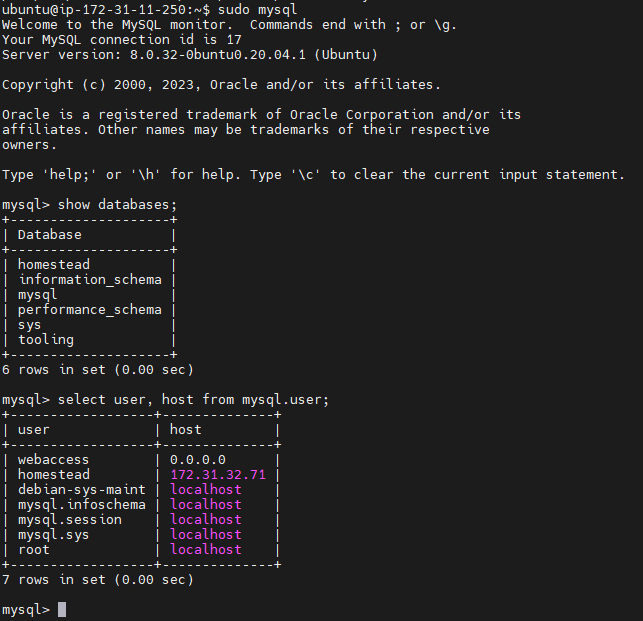 ubuntu@ip-172-31-11-250:~$ sudo mysql
Welcome to the MySQL monitor.  Commands end with ; or \g.
Your MySQL connection id is 17
Server version: 8.0.32-0buntu0.20.04.1 (Ubuntu)

Copyright (c) 2000, 2023, Oracle and/or its affiliates.

Oracle is a registered trademark of Oracle Corporation and/or its
affiliates. Other names may be trademarks of their respective
owners.

Type 'help;' or '\h' for help. Type '\c' to clear the current input statement.

mysql> show databases;
+--------------------+
| Database           |
+--------------------+
| homestead          |
| information_schema |
| mysql              |
| performance_schema |
| sys                |
| tooling            |
+--------------------+
6 rows in set (0.00 sec)

mysql> select user, host from mysql.user;
+------------------+--------------+
| user             | host         |
+------------------+--------------+
| webaccess        | 0.0.0.0      |
| homestead        | 172.31.32.71 |
| debian-sys-maint | localhost    |
| mysql.infoschema | localhost    |
| mysql.session    | localhost    |
| mysql.sys        | localhost    |
| root             | localhost    |
+------------------+--------------+
7 rows in set (0.00 sec)

mysql>